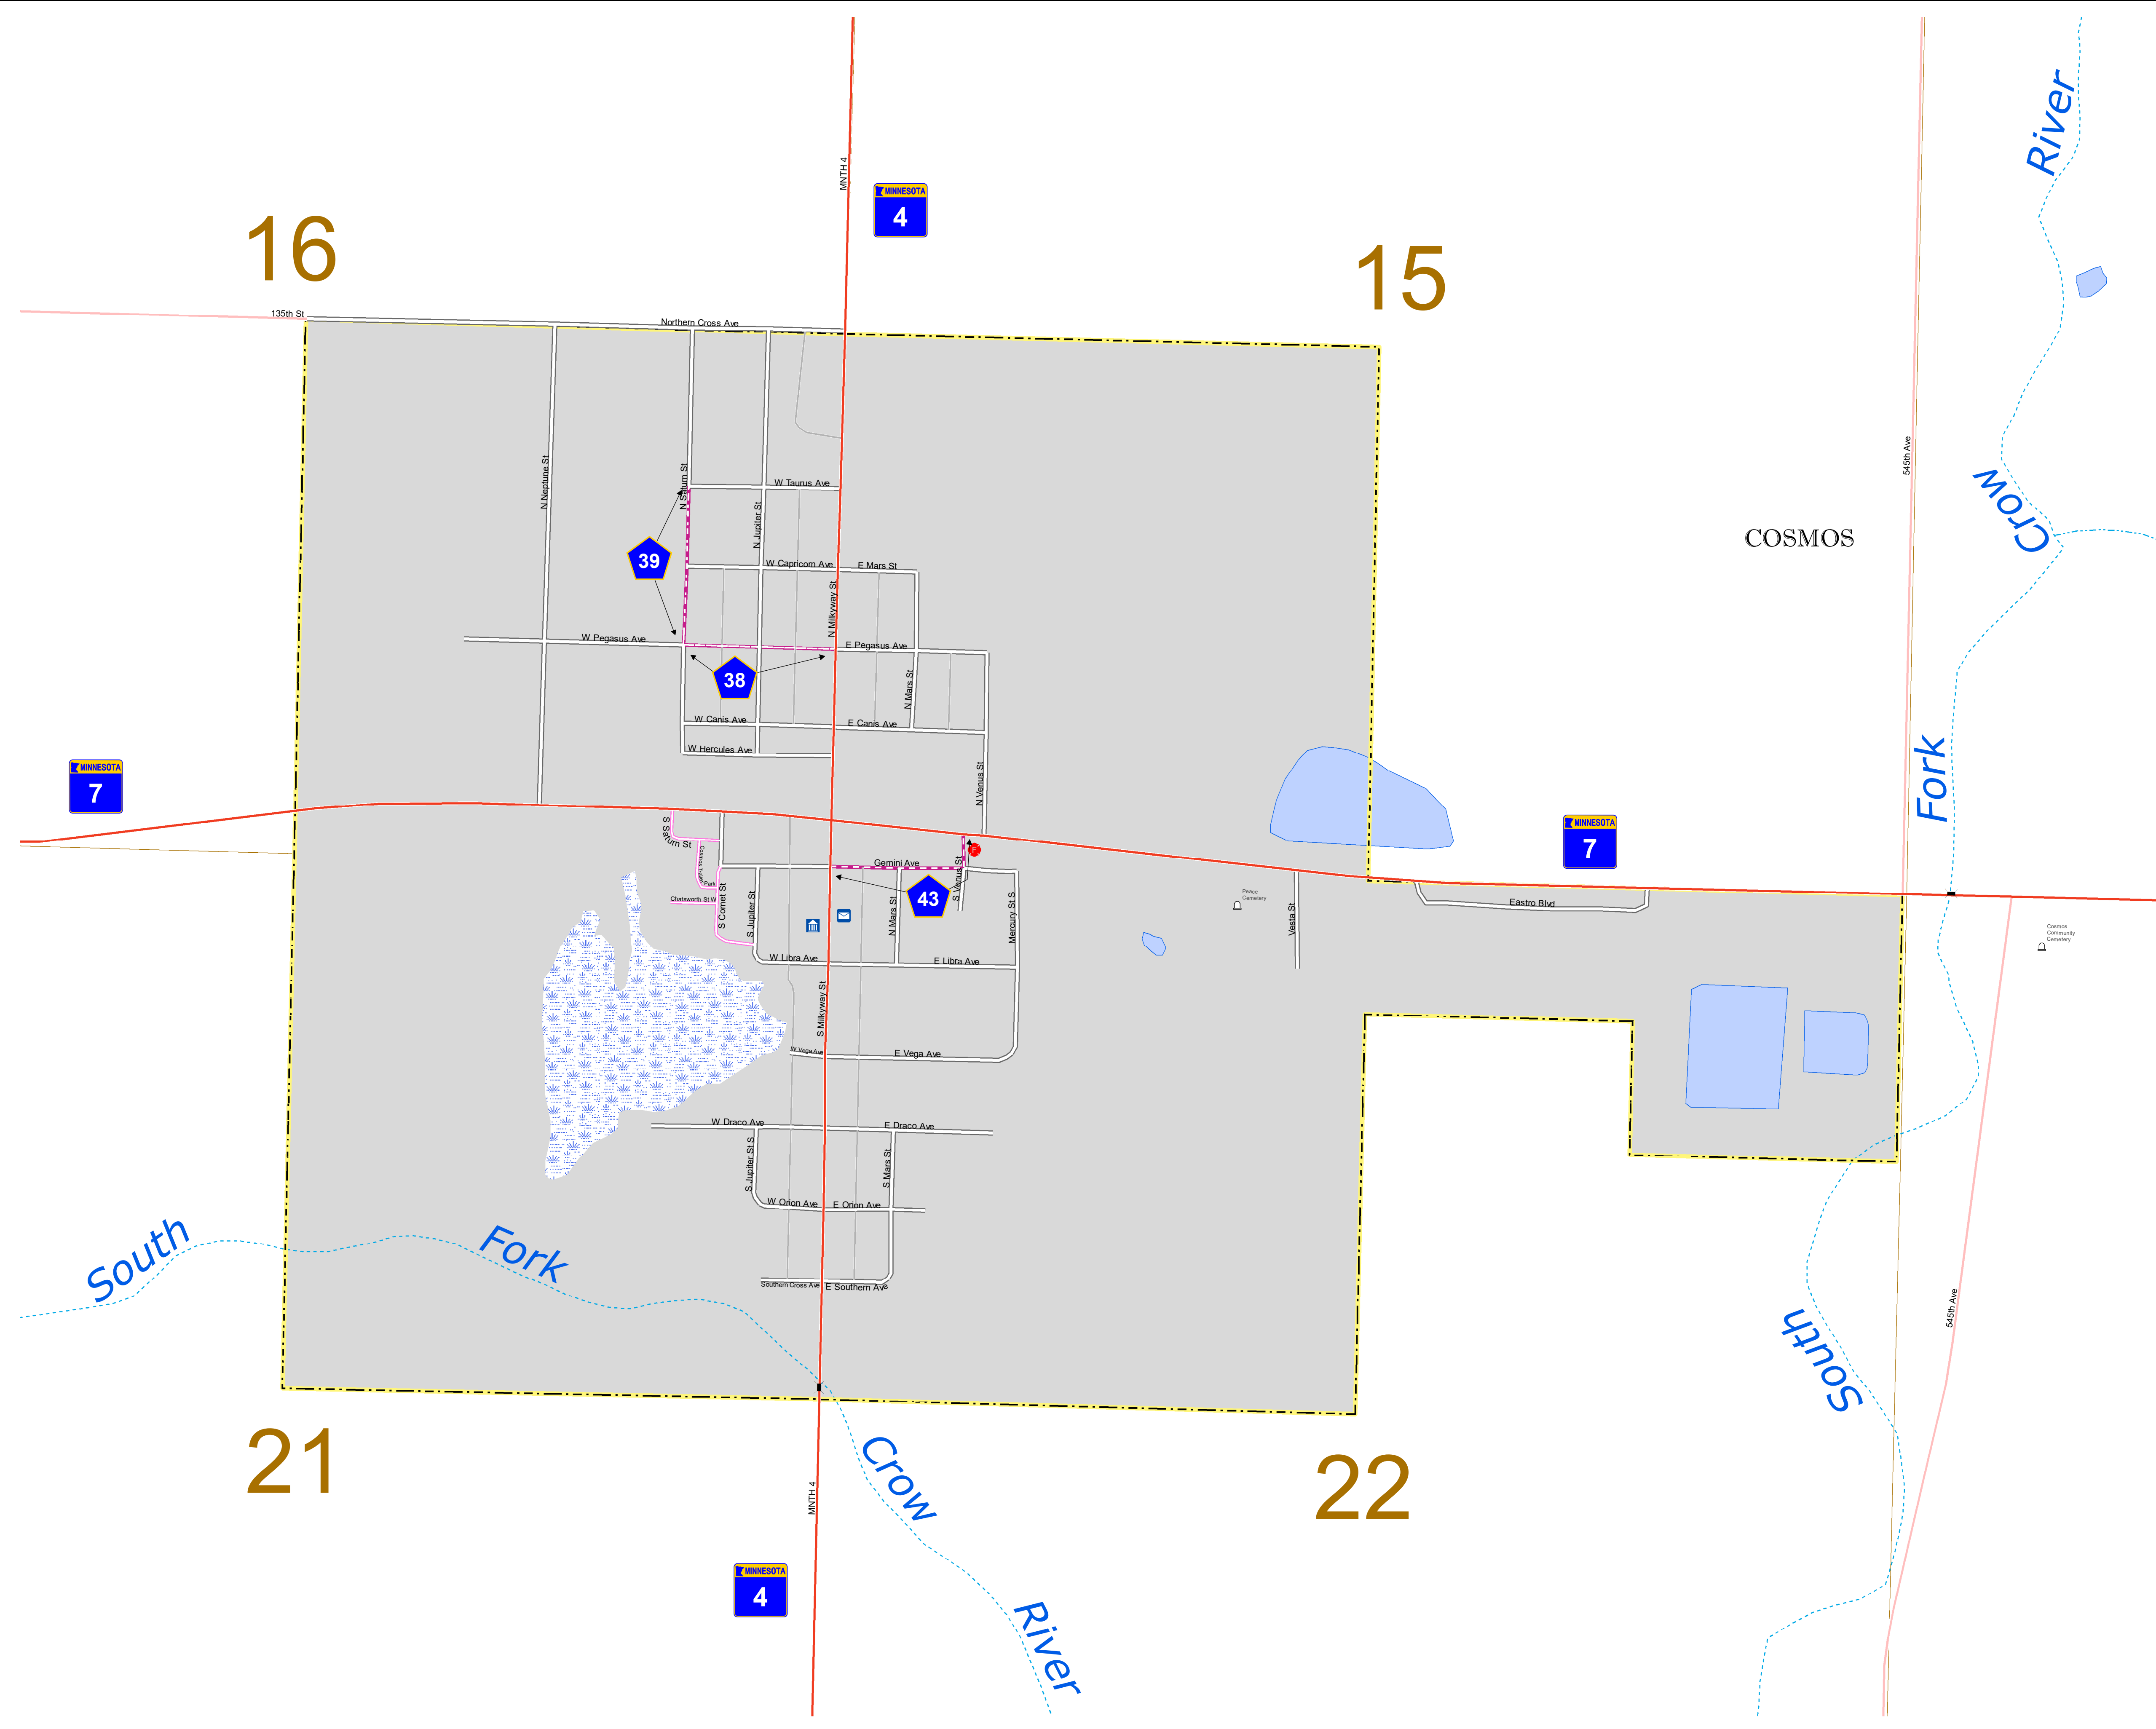 River
MNTH 4
MINNESOTA
4
16
15
135th St
Northern Cross Ave
545th Ave
N Neptune St
N Saturn St
W Taurus Ave
Crow
N Jupiter St
COSMOS
39
W Capricorn Ave
E Mars St
N Milkyway St
W Pegasus Ave
E Pegasus Ave
38
N Mars St
W Canis Ave
E Canis Ave
W Hercules Ave
Fork
MINNESOTA
7
N Venus St
MINNESOTA
7
S Saturn St
Cosmos Trailer
Park
Gemini Ave
S Venus St
Chatsworth St W
S Comet St
S Jupiter St
43
N Mars St
Mercury St S
Peace
Cemetery
Vesta St
Eastro Blvd
Cosmos
Community
Cemetery
W Libra Ave
E Libra Ave
S Milkyway St
W Vega Ave
E Vega Ave
W Draco Ave
E Draco Ave
S Jupiter St S
S Mars St
W Orion Ave
E Orion Ave
South
Fork
Southern Cross Ave
E Southern Ave
545th Ave
South
21
Crow
22
MNTH 4
MINNESOTA
4
River